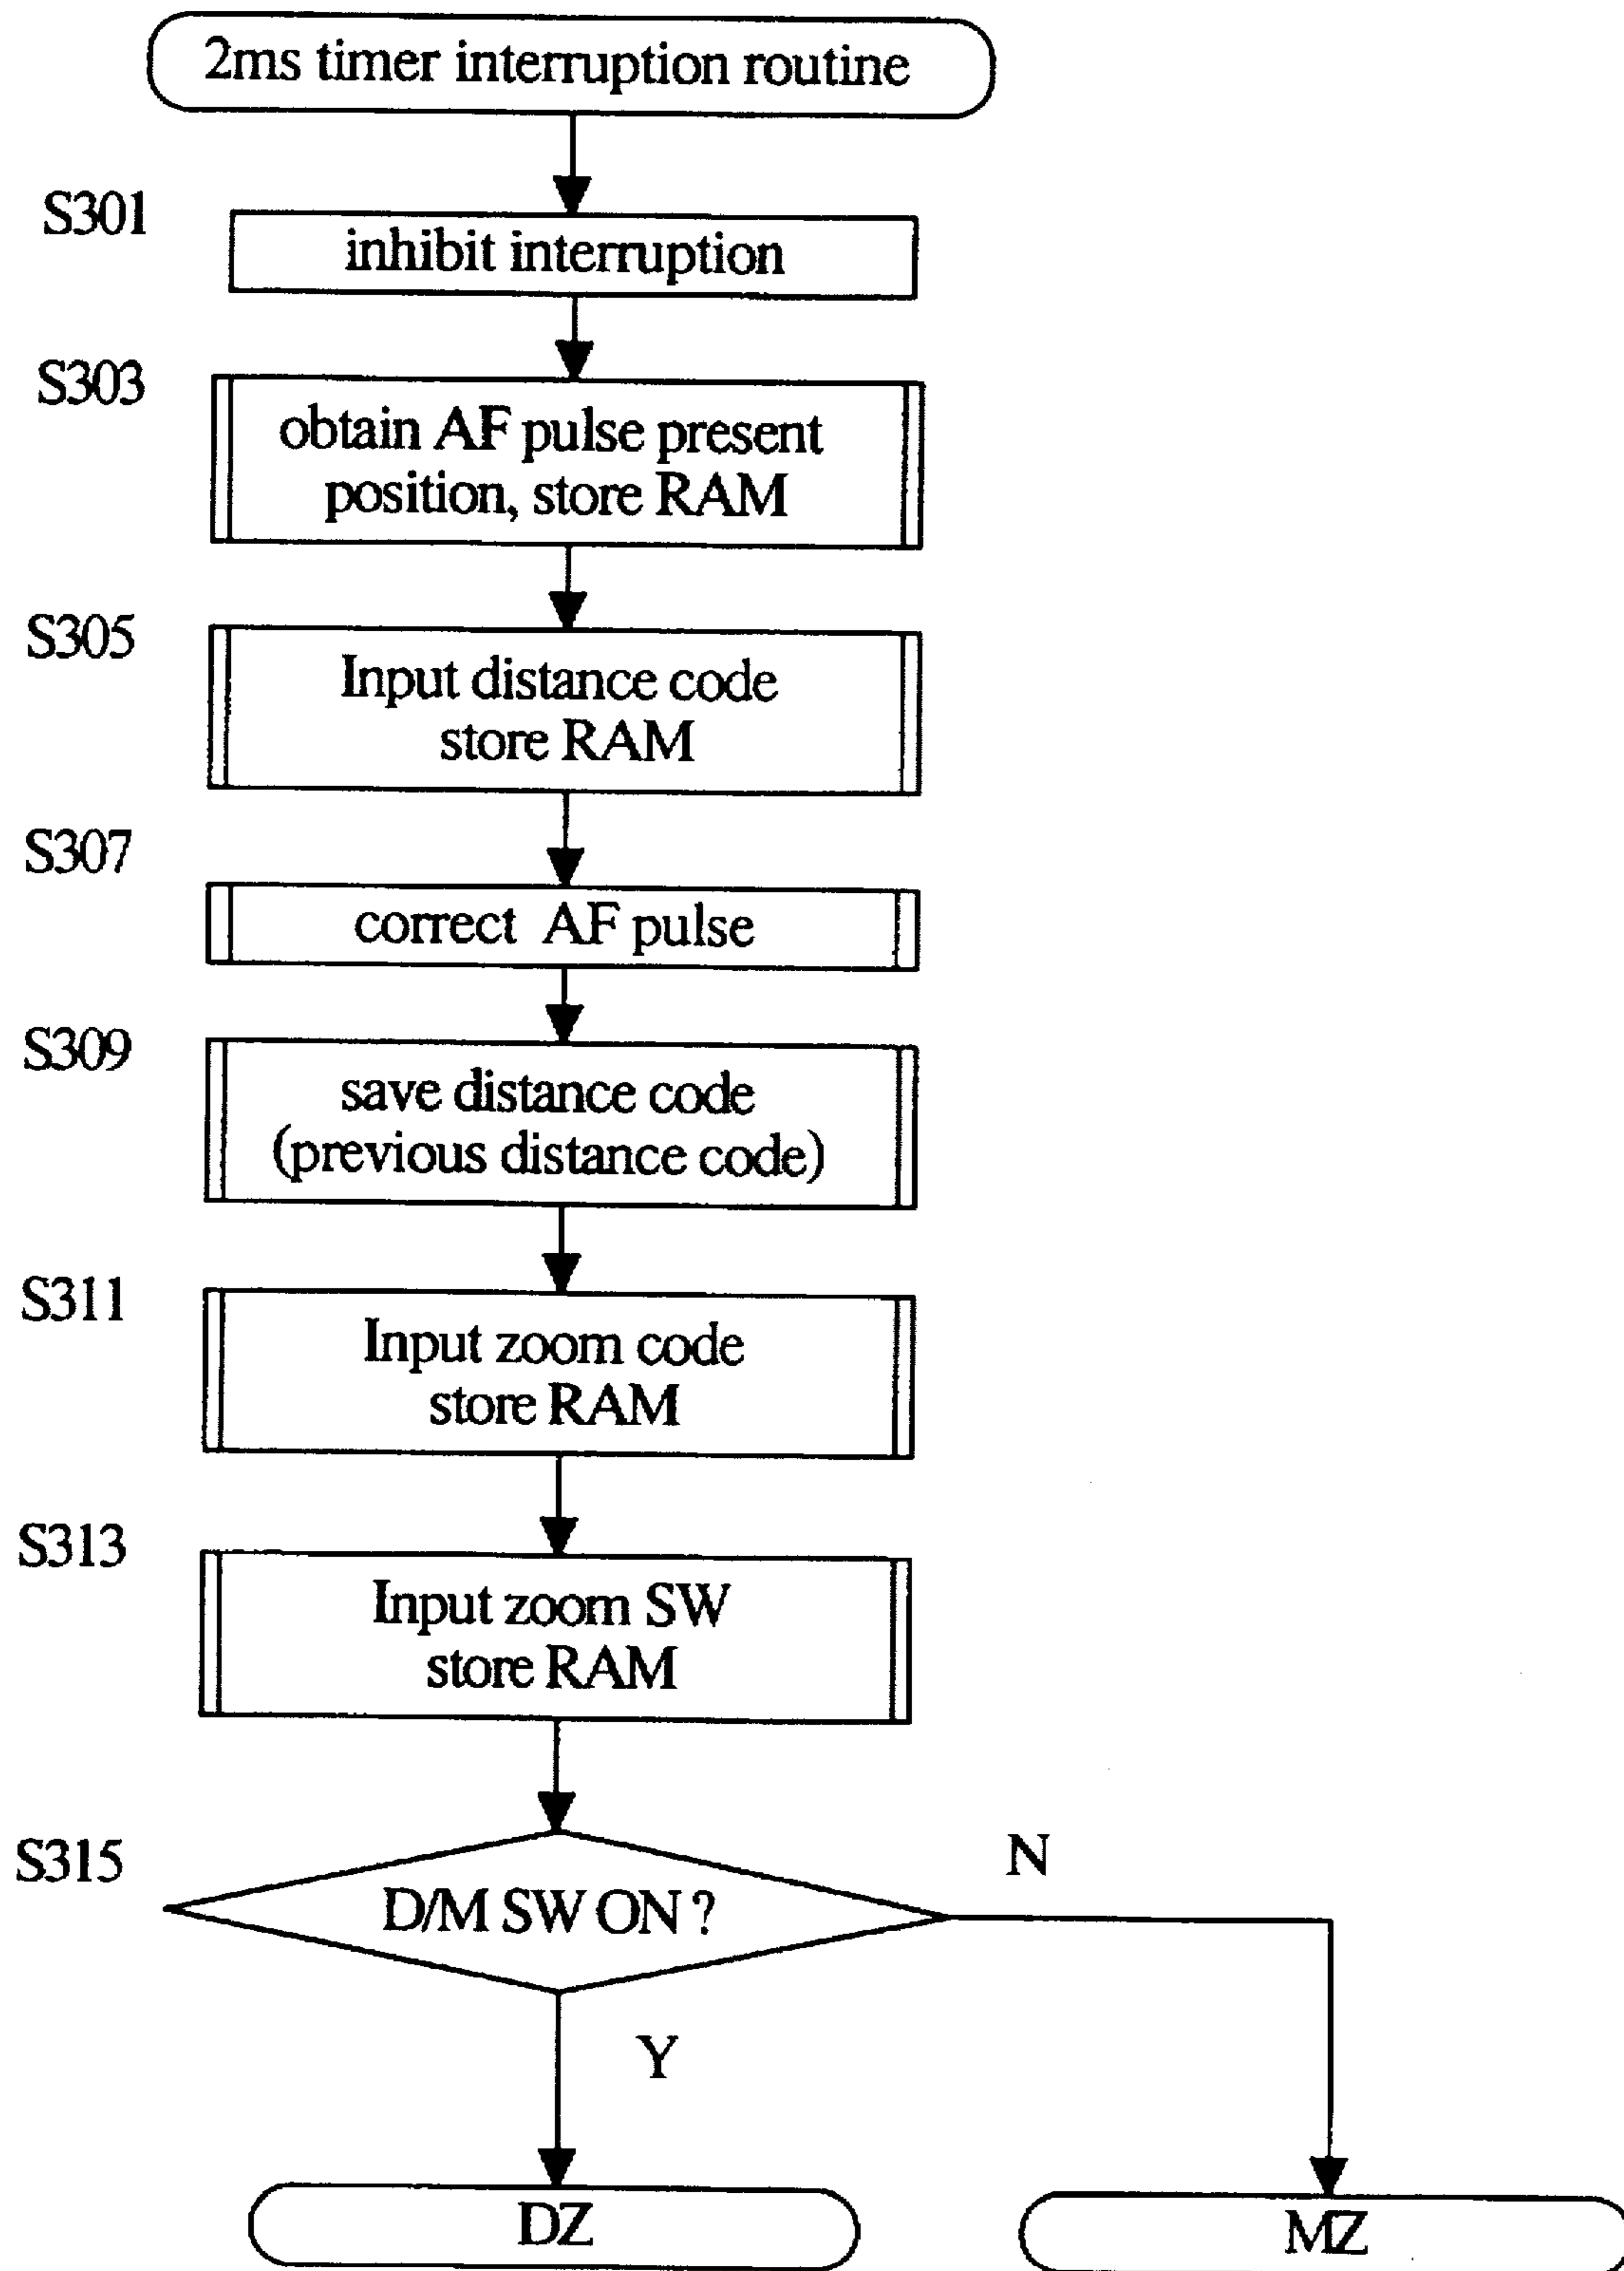 2ms timer interruption routine
S301
inhibit interruption
S303
obtain AF pulse present
position, store RAM
S305
Input distance code
store RAM
S307
correct AF pulse
S309
save distance code
(previous distance code)
S311
Input zoom code
store RAM
S313
Input zoom SW
store RAM
S315
D/M SW ON ?
N
Y
DZ
MZ